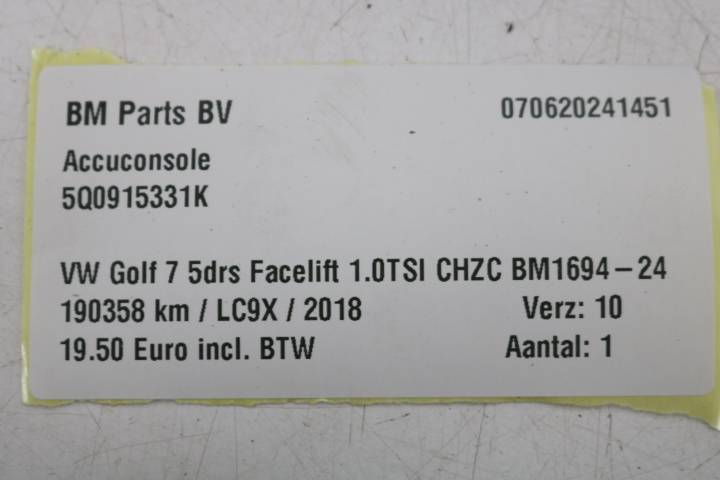 BM Parts BV 070620241451
Accuconsole
5Q0915331K
VW Golf 7 5drs Facelift 1.0TSI CHZC BM1694-24
190358 km / LC9X / 2018 Verz: 10
19.50 Euro incl. BTW Aantal: 1